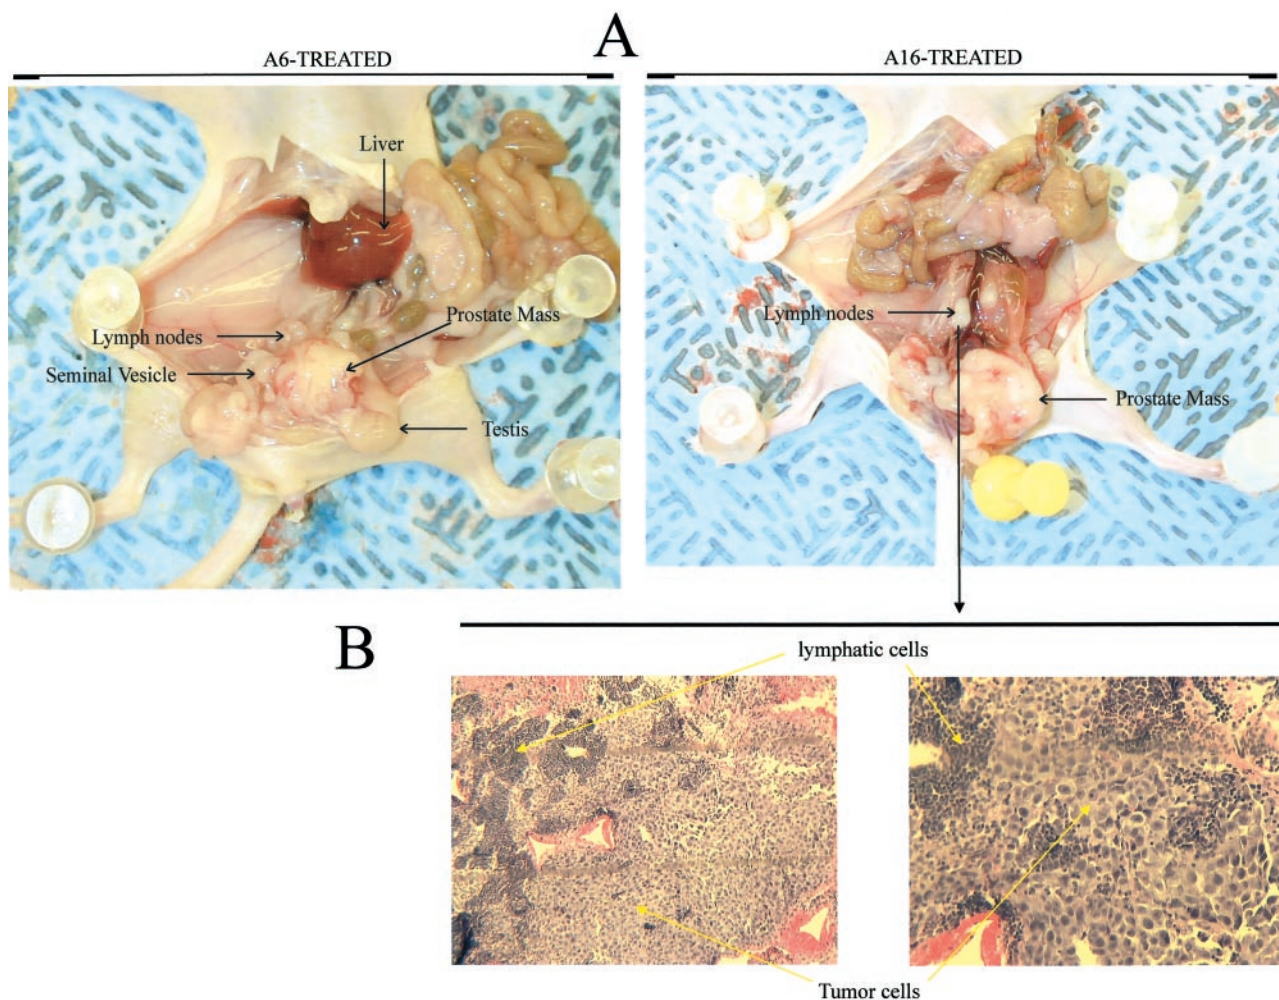 A
A6-TREATED
A16-TREATED
Liver
Lymph nodes
Prostate Mass
Seminal Vesicle
Testis
Lymph nodes
Prostate Mass
B
lymphatic cells
Tumor cells